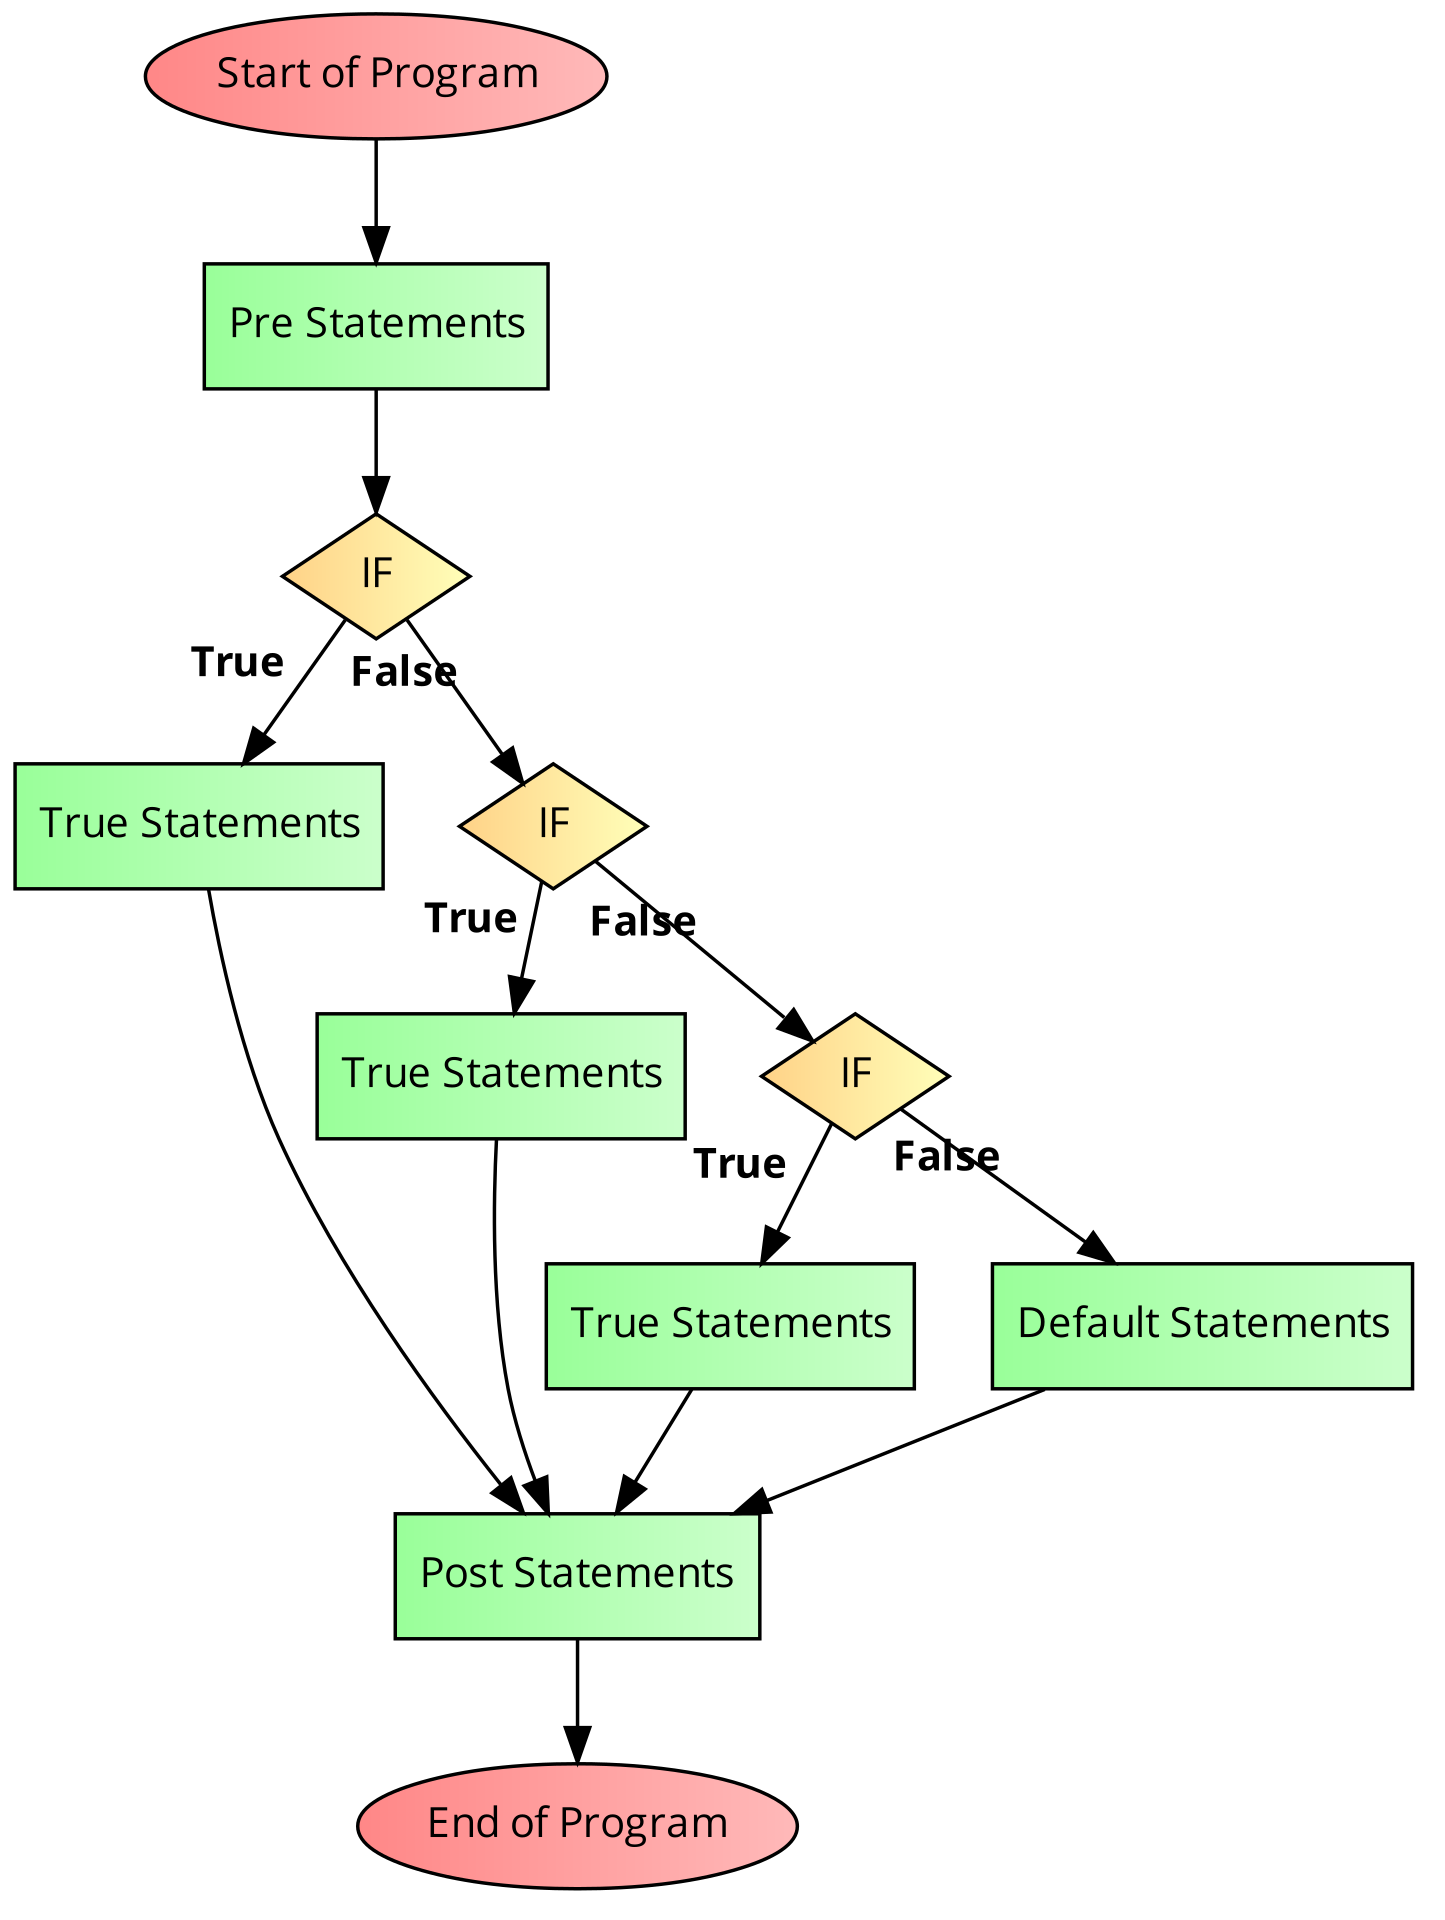 Start of Program
Pre Statements
IF
True
False
True Statements
IF
True
False
True Statements
IF
True
False
True Statements
Default Statements
Post Statements
End of Program